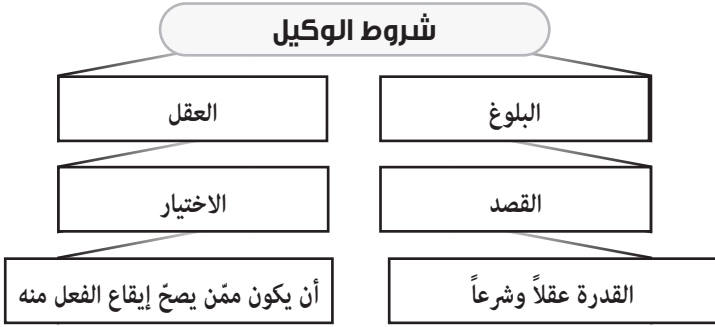 شروط الوكيل
البلوغ
العقل
القصد
الاختيار
القدرة عقلاً وشرعاً
أن يكون ممّن يصحّ إيقاع الفعل منه